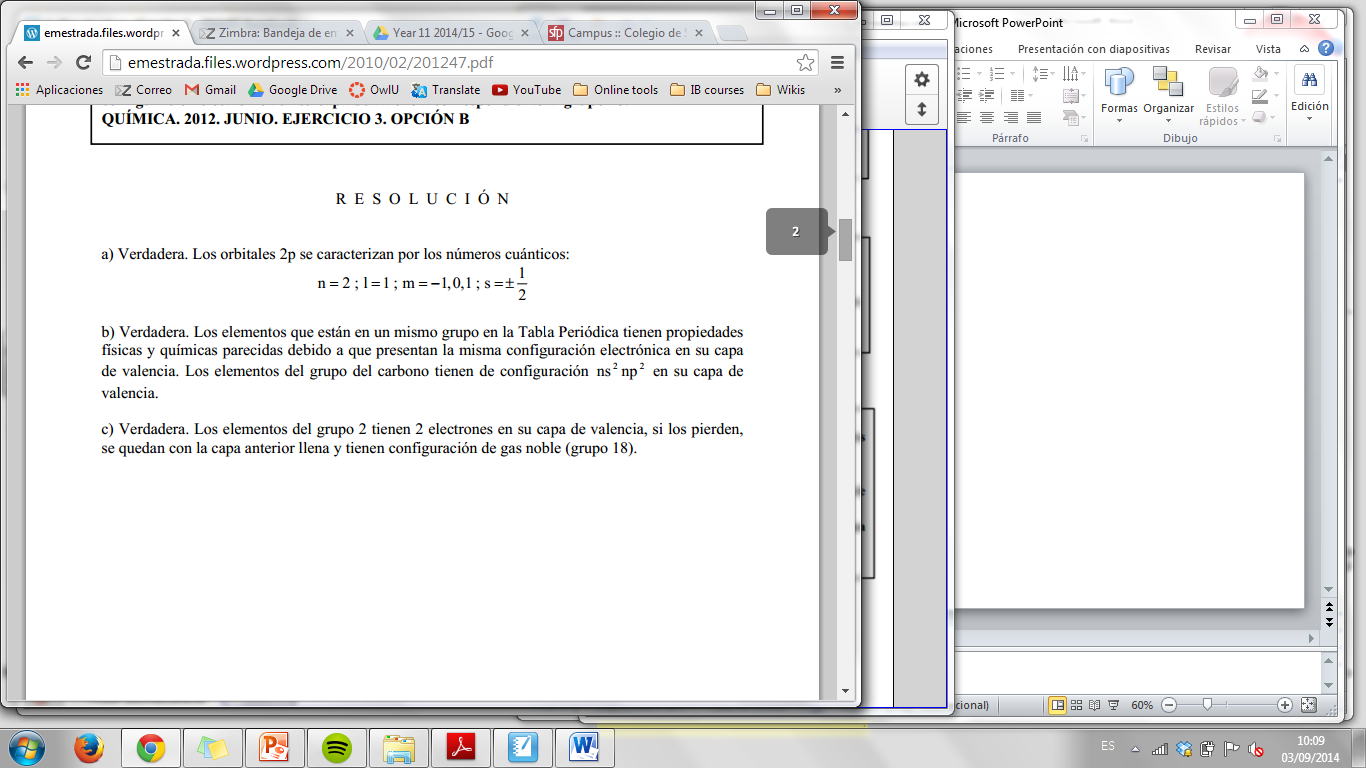 emestrada.files.wordpr
Zimbra: Bandeja de en
Year 11 2014/15 - Goog
Campus :: Colegio de
emestrada.files.wordpress.com/2010/02/201247.pdf
Aplicaciones Correo Gmail Google Drive OwlU Translate YouTube Online tools IB courses Wikis »
QUÍMICA. 2012. JUNIO. EJERCICIO 3. OPCIÓN B
R E S O L U C I Ó N
2
a) Verdadera. Los orbitales 2p se caracterizan por los números cuánticos:
n = 2 ; l = 1 ; m = −1, 0, 1 ; s = ± 1/2
b) Verdadera. Los elementos que están en un mismo grupo en la Tabla Periódica tienen propiedades
físicas y químicas parecidas debido a que presentan la misma configuración electrónica en su capa
de valencia. Los elementos del grupo del carbono tienen de configuración ns² np² en su capa de
valencia.
c) Verdadera. Los elementos del grupo 2 tienen 2 electrones en su capa de valencia, si los pierden,
se quedan con la capa anterior llena y tienen configuración de gas noble (grupo 18).
Microsoft PowerPoint
aciones Presentación con diapositivas Revisar Vista
Formas Organizar Estilos rápidos Edición
Párrafo Dibujo
cional) 60%
ES
10:09
03/09/2014